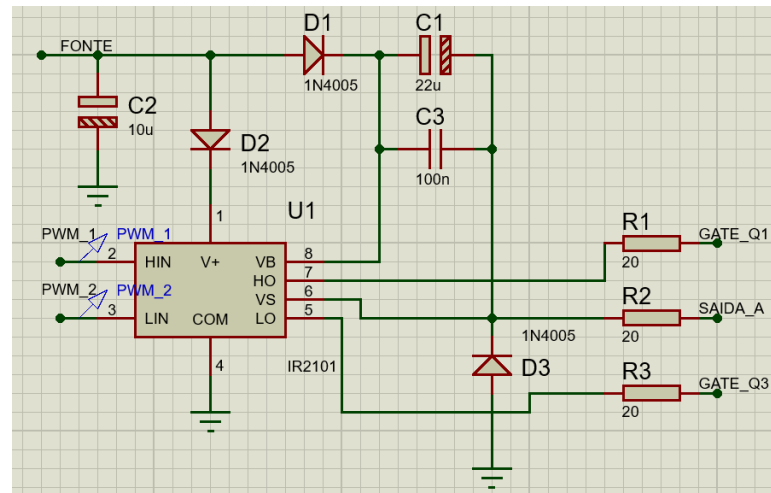 D1
C1
FONTE
1N4005
22u
C2
10u
D2
1N4005
C3
100n
1
U1
PWM_1
PWM_1
2
HIN
V+
VB
8
HO
7
VS
6
PWM_2
PWM_2
3
LIN
COM
LO
5
4
IR2101
R1
GATE_Q1
20
R2
SAIDA_A
20
1N4005
D3
R3
GATE_Q3
20